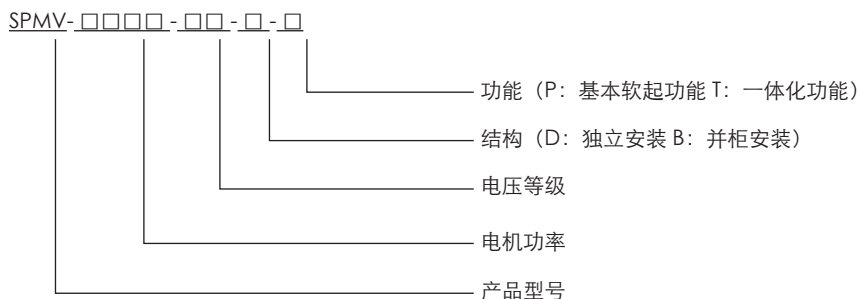 SPMV-□□□□-□□-□-□
功能（P：基本软起功能 T：一体化功能）
结构（D：独立安装 B：并柜安装）
电压等级
电机功率
产品型号